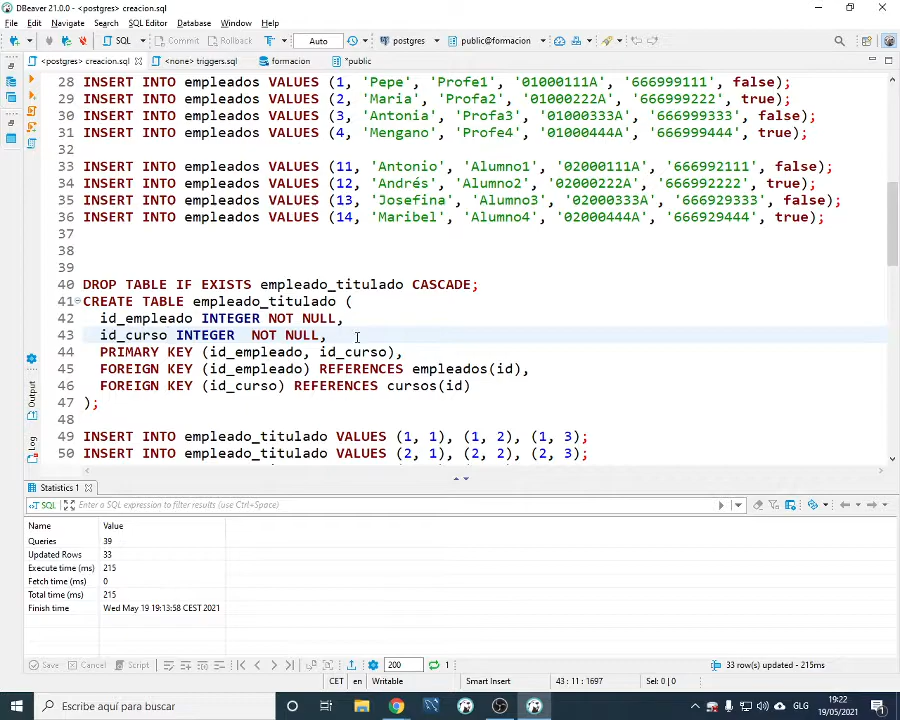 DBeaver 21.0.0 - <postgres> creacion.sql
File Edit Navigate Search SQL Editor Database Window Help
SQL Commit Rollback T Auto postgres public@formacion
<postgres> creacion.sql <none> triggers.sql formacion *public
28 INSERT INTO empleados VALUES (1, 'Pepe', 'Profe1', '01000111A', '666999111', false);
29 INSERT INTO empleados VALUES (2, 'Maria', 'Profa2', '01000222A', '666999222', true);
30 INSERT INTO empleados VALUES (3, 'Antonia', 'Profa3', '01000333A', '666999333', false);
31 INSERT INTO empleados VALUES (4, 'Mengano', 'Profe4', '01000444A', '666999444', true);
32
33 INSERT INTO empleados VALUES (11, 'Antonio', 'Alumno1', '02000111A', '666992111', false);
34 INSERT INTO empleados VALUES (12, 'Andrés', 'Alumno2', '02000222A', '666992222', true);
35 INSERT INTO empleados VALUES (13, 'Josefina', 'Alumno3', '02000333A', '666929333', false);
36 INSERT INTO empleados VALUES (14, 'Maribel', 'Alumno4', '02000444A', '666929444', true);
37
38
39
40 DROP TABLE IF EXISTS empleado_titulado CASCADE;
41 CREATE TABLE empleado_titulado (
42 id_empleado INTEGER NOT NULL,
43 id_curso INTEGER NOT NULL,
44 PRIMARY KEY (id_empleado, id_curso),
45 FOREIGN KEY (id_empleado) REFERENCES empleados(id),
46 FOREIGN KEY (id_curso) REFERENCES cursos(id)
47 );
48
49 INSERT INTO empleado_titulado VALUES (1, 1), (1, 2), (1, 3);
50 INSERT INTO empleado_titulado VALUES (2, 1), (2, 2), (2, 3);
Output
Log
Statistics 1
SQL Enter a SQL expression to filter results (use Ctrl+Space)
Name Value
Queries 39
Updated Rows 33
Execute time (ms) 215
Fetch time (ms) 0
Total time (ms) 215
Finish time Wed May 19 19:13:58 CEST 2021
Save Cancel Script 200 1 33 row(s) updated - 215ms
CET en Writable Smart Insert 43 : 11 : 1697 Sel: 0 | 0
Escribe aquí para buscar GLG 19:22
19/05/2021 1